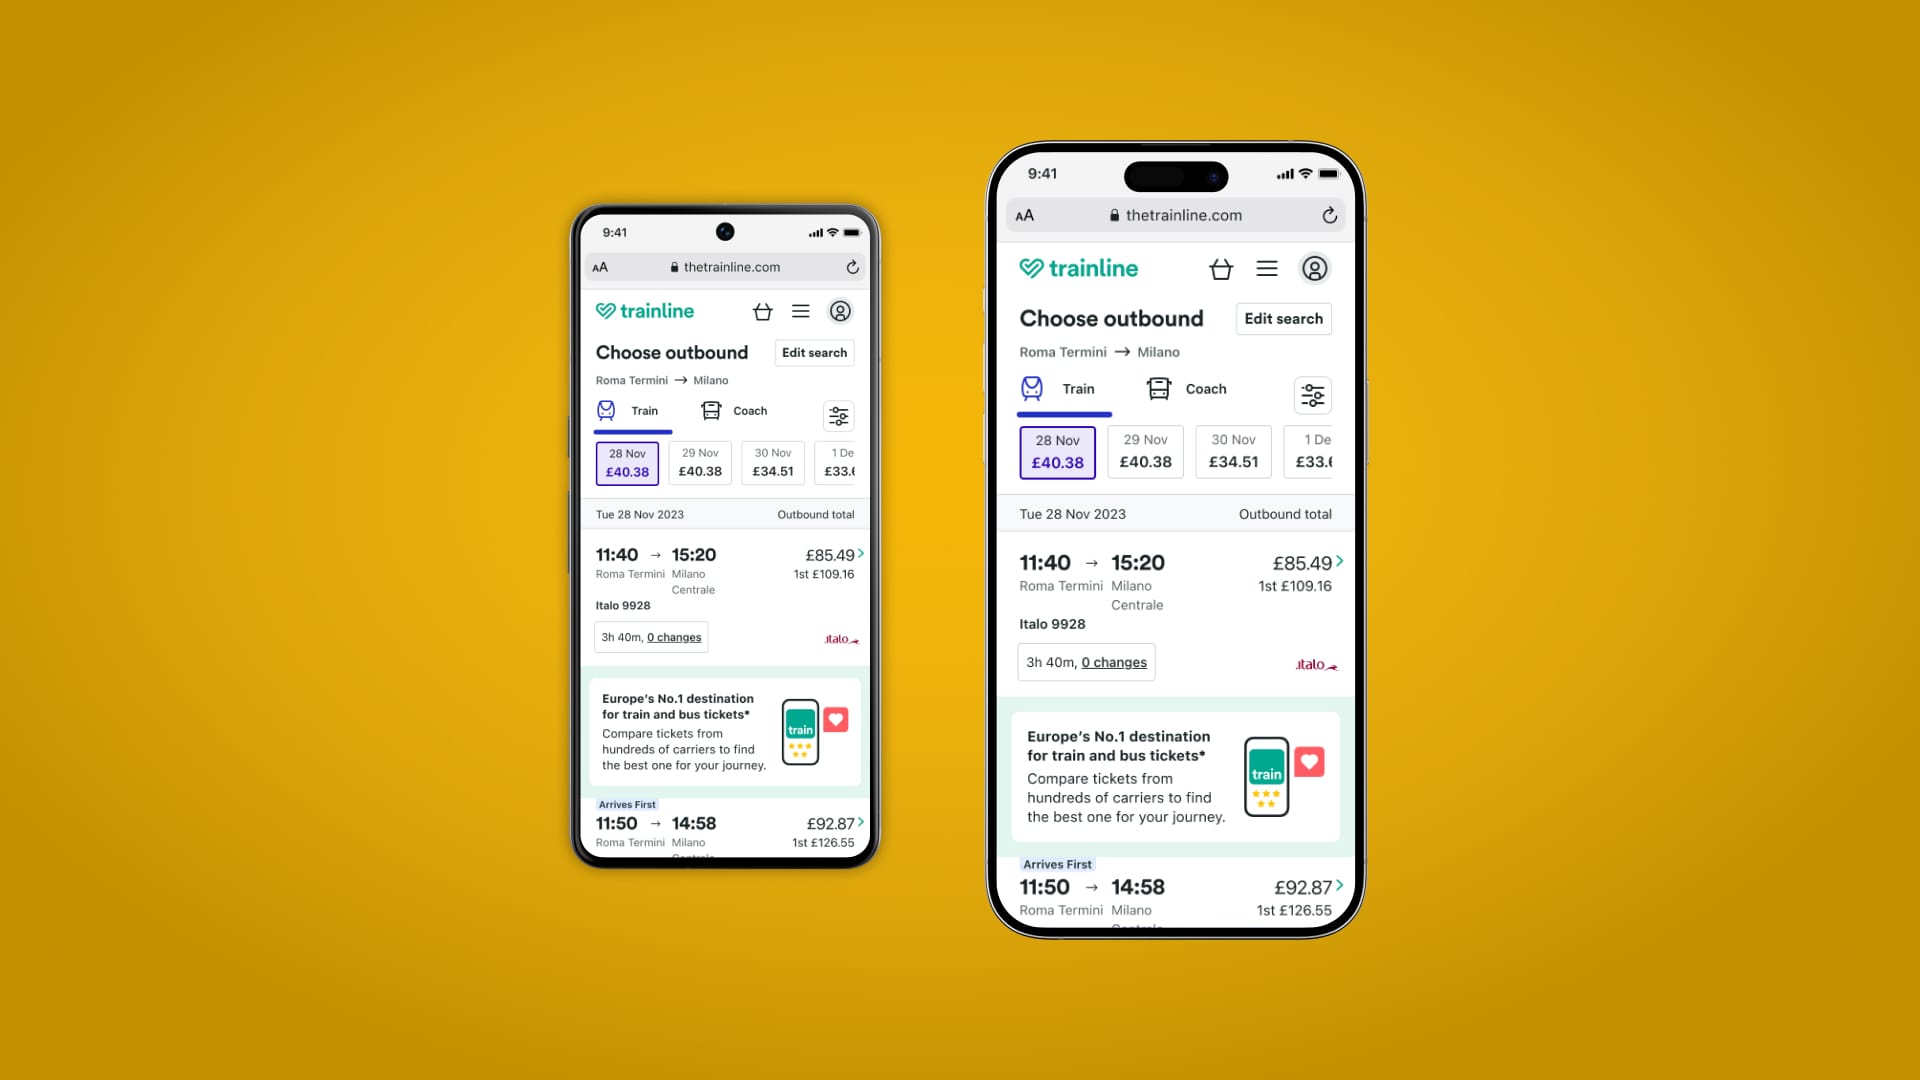 9:41
AA thetrainline.com
trainline
Choose outbound Edit search
Roma Termini → Milano
Train Coach
28 Nov 29 Nov 30 Nov 1 De
£40.38 £40.38 £34.51 £33.6
Tue 28 Nov 2023 Outbound total
11:40 → 15:20 £85.49
Roma Termini Milano 1st £109.16
Centrale
Italo 9928
3h 40m, 0 changes italo
Europe's No.1 destination
for train and bus tickets*
Compare tickets from
hundreds of carriers to find
the best one for your journey.
train
Arrives First
11:50 → 14:58 £92.87
Roma Termini Milano 1st £126.55
9:41
AA thetrainline.com
trainline
Choose outbound Edit search
Roma Termini → Milano
Train Coach
28 Nov 29 Nov 30 Nov 1 De
£40.38 £40.38 £34.51 £33.6
Tue 28 Nov 2023 Outbound total
11:40 → 15:20 £85.49
Roma Termini Milano 1st £109.16
Centrale
Italo 9928
3h 40m, 0 changes italo
Europe's No.1 destination
for train and bus tickets*
Compare tickets from
hundreds of carriers to find
the best one for your journey.
train
Arrives First
11:50 → 14:58 £92.87
Roma Termini Milano 1st £126.55